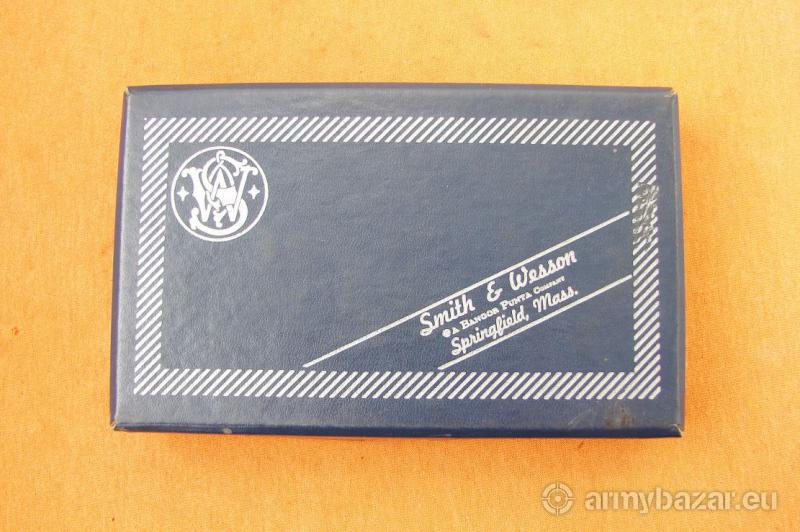 S&W
Smith & Wesson
A BANGOR PUNTA COMPANY
Springfield, Mass.
armybazar.eu